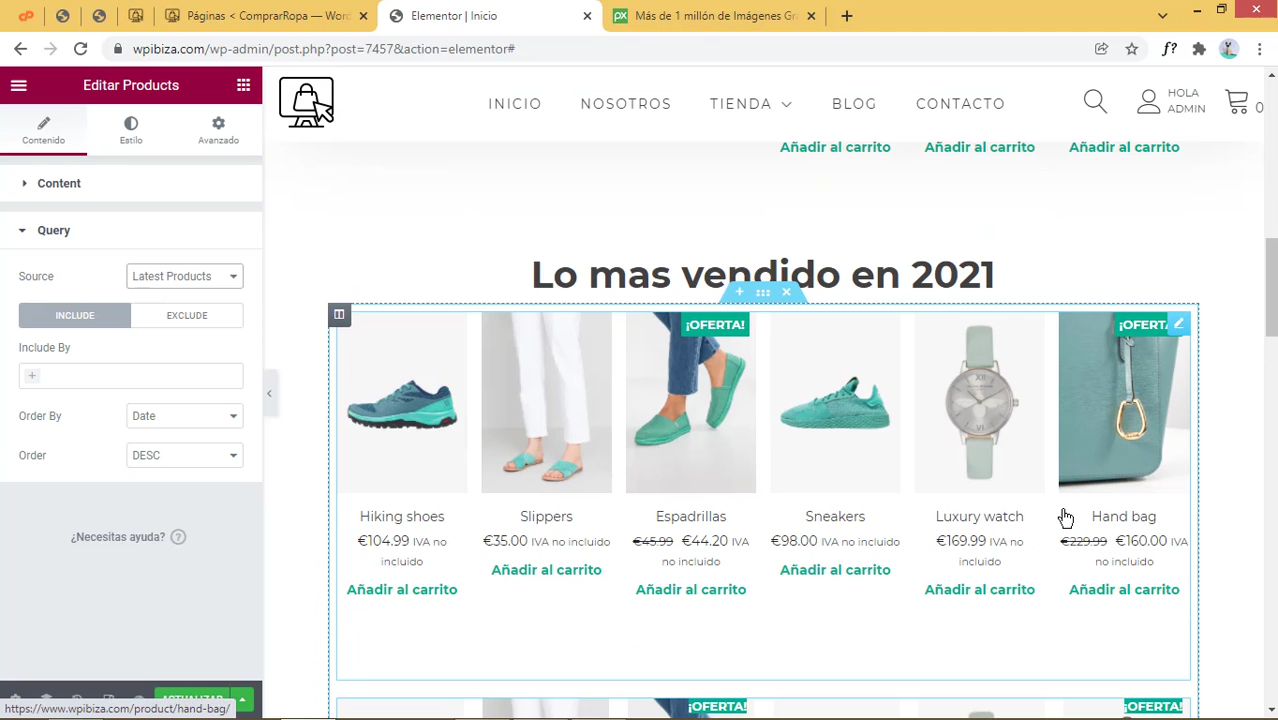 Páginas < ComprarRopa — Word
Elementor | Inicio
Más de 1 millón de Imágenes Gra
wpibiza.com/wp-admin/post.php?post=7457&action=elementor#
f?
Editar Products
INICIO
NOSOTROS
TIENDA
BLOG
CONTACTO
HOLA
ADMIN
0
Contenido
Estilo
Avanzado
Añadir al carrito
Añadir al carrito
Añadir al carrito
Content
Query
Source
Latest Products
INCLUDE
EXCLUDE
Include By
Order By
Date
Order
DESC
¿Necesitas ayuda?
ACTUALIZAR
https://www.wpibiza.com/product/hand-bag/
Lo mas vendido en 2021
¡OFERTA!
¡OFERTA
Hiking shoes
€104.99 IVA no
incluido
Añadir al carrito
Slippers
€35.00 IVA no incluido
Añadir al carrito
Espadrillas
€45.99 €44.20 IVA
no incluido
Añadir al carrito
Sneakers
€98.00 IVA no incluido
Añadir al carrito
Luxury watch
€169.99 IVA no
incluido
Añadir al carrito
Hand bag
€229.99 €160.00 IVA
no incluido
Añadir al carrito
¡OFERTA!
¡OFERTA!